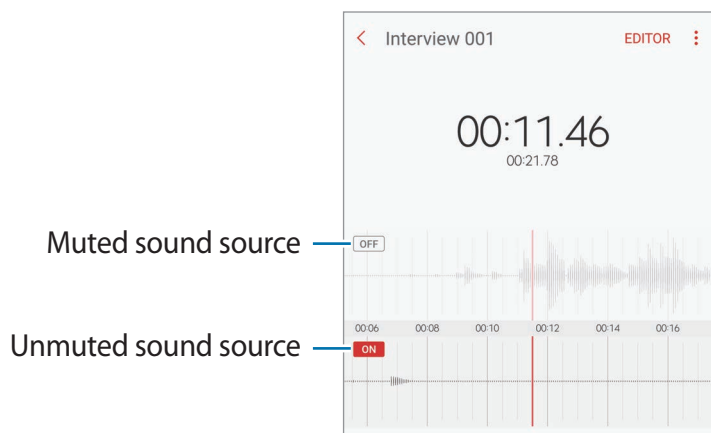 Interview 001 EDITOR
00:11.46
00:21.78
Muted sound source OFF
00:06 00:08 00:10 00:12 00:14 00:16
Unmuted sound source ON